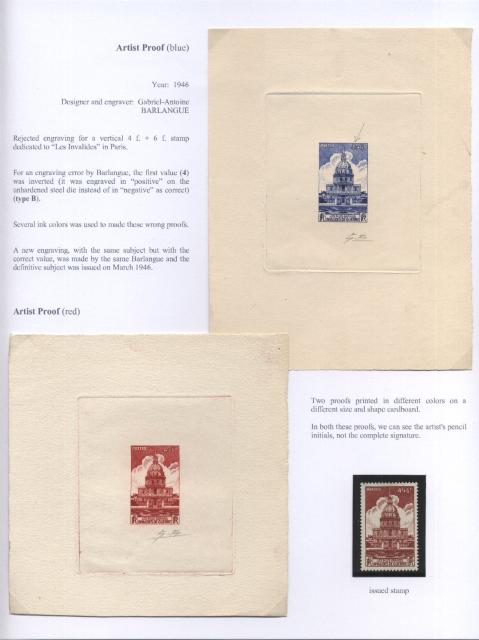 Artist Proof (blue)
Year: 1946
Designer and engraver: Gabriel-Antoine
BARLANGUE
Rejected engraving for a vertical 4 f. + 6 f. stamp
dedicated to "Les Invalides" in Paris.
For an engraving error by Barlangue, the first value (4)
was inverted (it was engraved in "positive" on the
unhardened steel die instead of in "negative" as correct)
(type B).
Several ink colors was used to made these wrong proofs.
A new engraving, with the same subject but with the
correct value, was made by the same Barlangue and the
definitive subject was issued on March 1946.
Artist Proof (red)
Two proofs printed in different colors on a
different size and shape cardboard.
In both these proofs, we can see the artist's pencil
initials, not the complete signature.
issued stamp